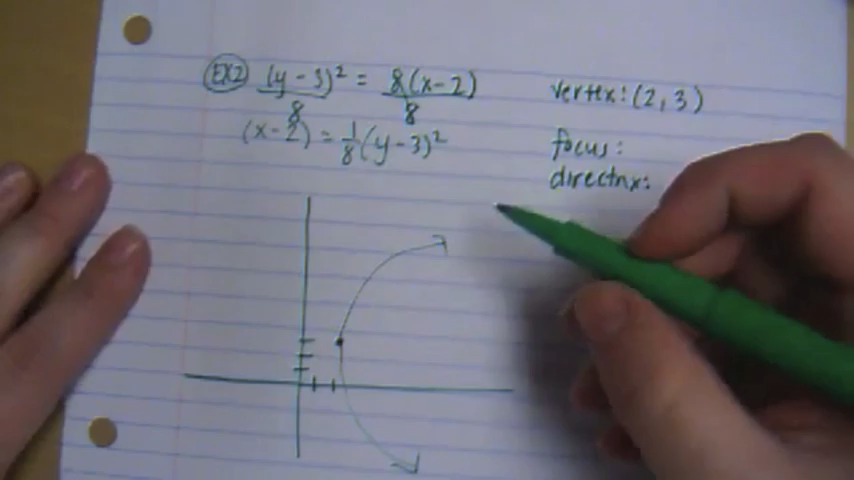 EX2 (y - 3)² = 8(x - 2)
8 8
(x - 2) = 1/8 (y - 3)²
vertex: (2, 3)
focus:
directrix: